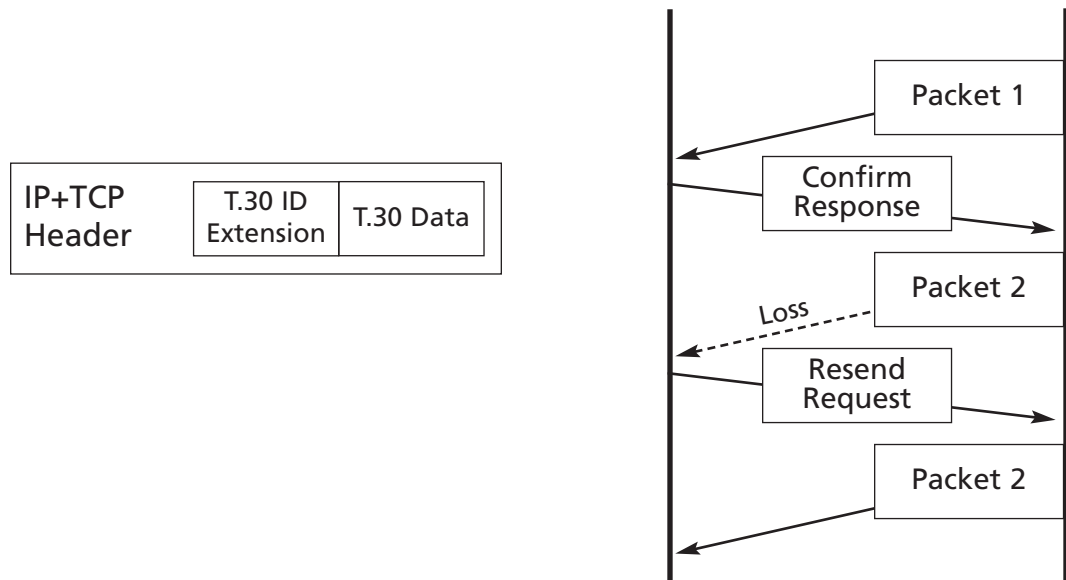 IP+TCP
Header
T.30 ID
Extension
T.30 Data
Packet 1
Confirm
Response
Packet 2
Loss
Resend
Request
Packet 2